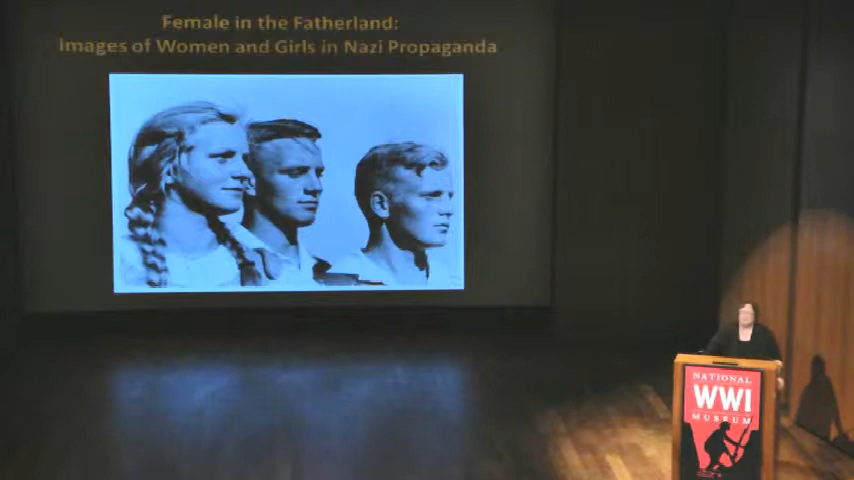 Female in the Fatherland:
Images of Women and Girls in Nazi Propaganda
NATIONAL
WWI
MUSEUM